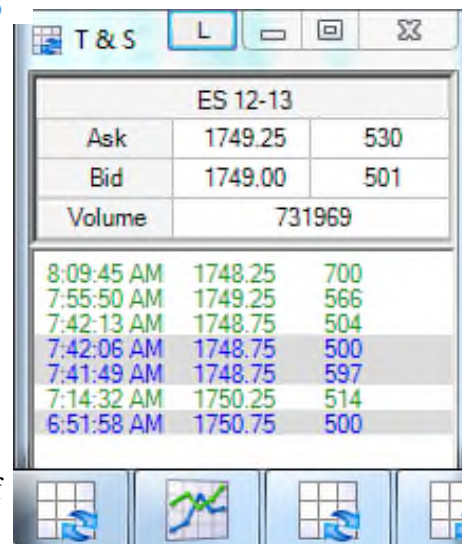 T & S L
ES 12-13
Ask 1749.25 530
Bid 1749.00 501
Volume 731969
8:09:45 AM 1748.25 700
7:55:50 AM 1749.25 566
7:42:13 AM 1748.75 504
7:42:06 AM 1748.75 500
7:41:49 AM 1748.75 597
7:14:32 AM 1750.25 514
6:51:58 AM 1750.75 500